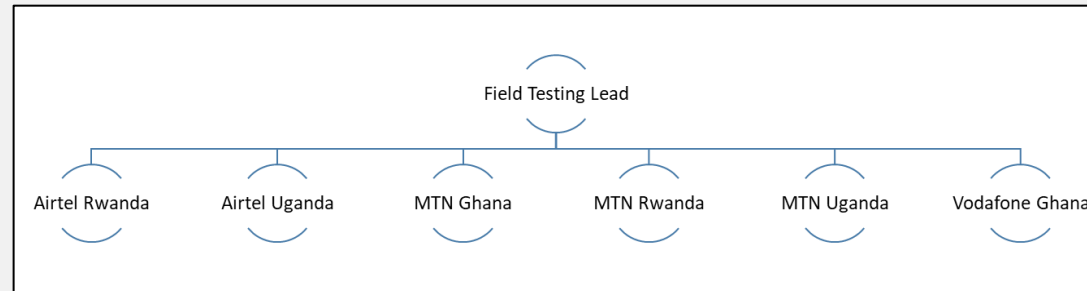 Field Testing Lead
Airtel Rwanda
Airtel Uganda
MTN Ghana
MTN Rwanda
MTN Uganda
Vodafone Ghana